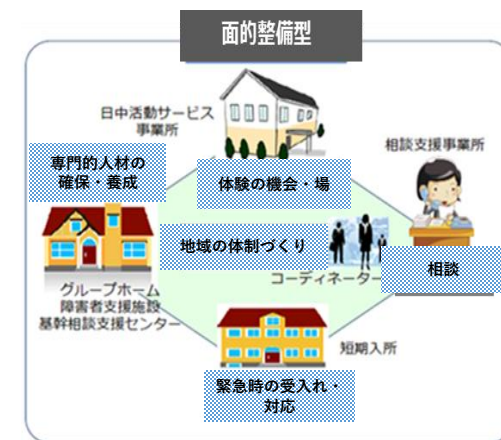 面的整備型
日中活動サービス
事業所
相談支援事業所
専門的人材の
確保・養成
体験の機会・場
地域の体制づくり
コーディネーター
相談
グループホーム
障害者支援施設
基幹相談支援センター
短期入所
緊急時の受入れ・
対応